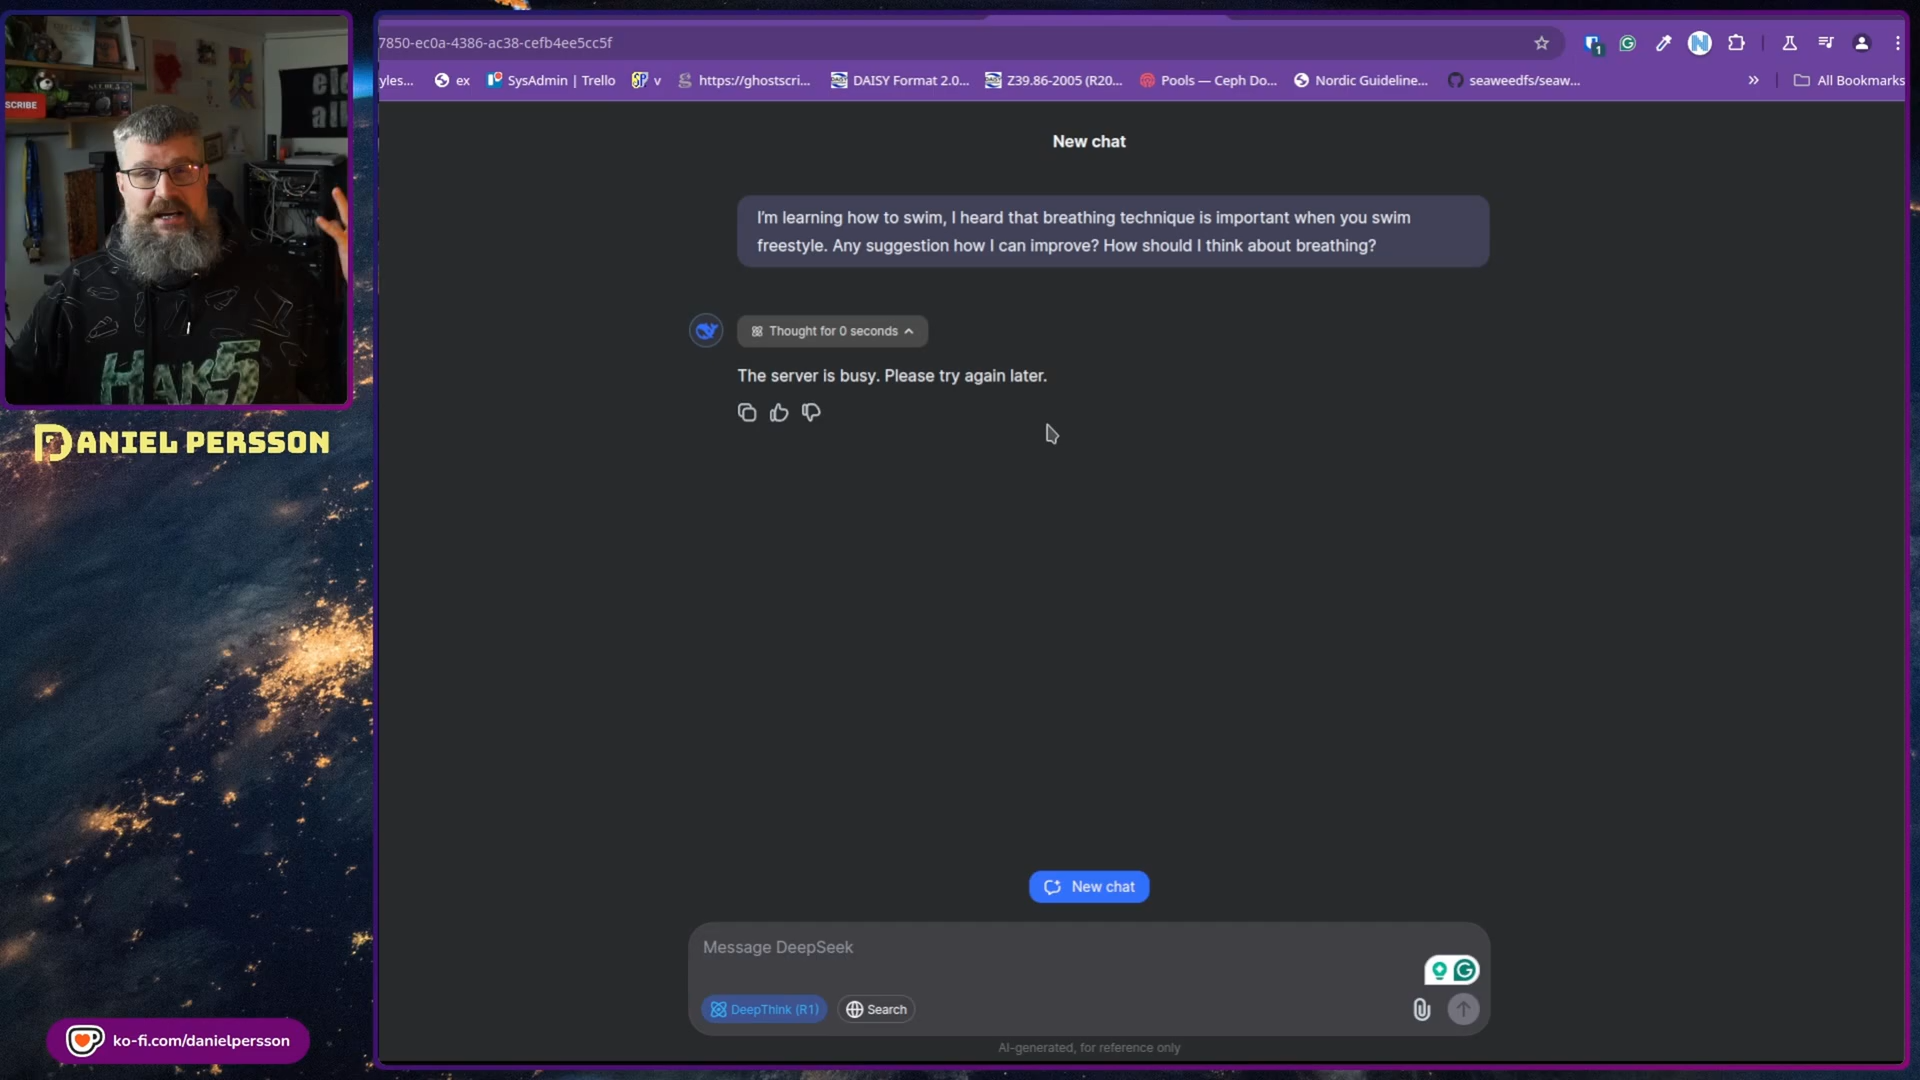 7850-ec0a-4386-ac38-cefb4ee5cc5f
1
yles...
ex
SysAdmin | Trello
v
https://ghostscri...
DAISY Format 2.0...
Z39.86-2005 (R20...
Pools — Ceph Do...
Nordic Guideline...
seaweedfs/seaw...
»
All Bookmarks
SCRIBE
HAK5
DANIEL PERSSON
New chat
I'm learning how to swim, I heard that breathing technique is important when you swim
freestyle. Any suggestion how I can improve? How should I think about breathing?
Thought for 0 seconds
The server is busy. Please try again later.
New chat
Message DeepSeek
DeepThink (R1)
Search
AI-generated, for reference only
ko-fi.com/danielpersson